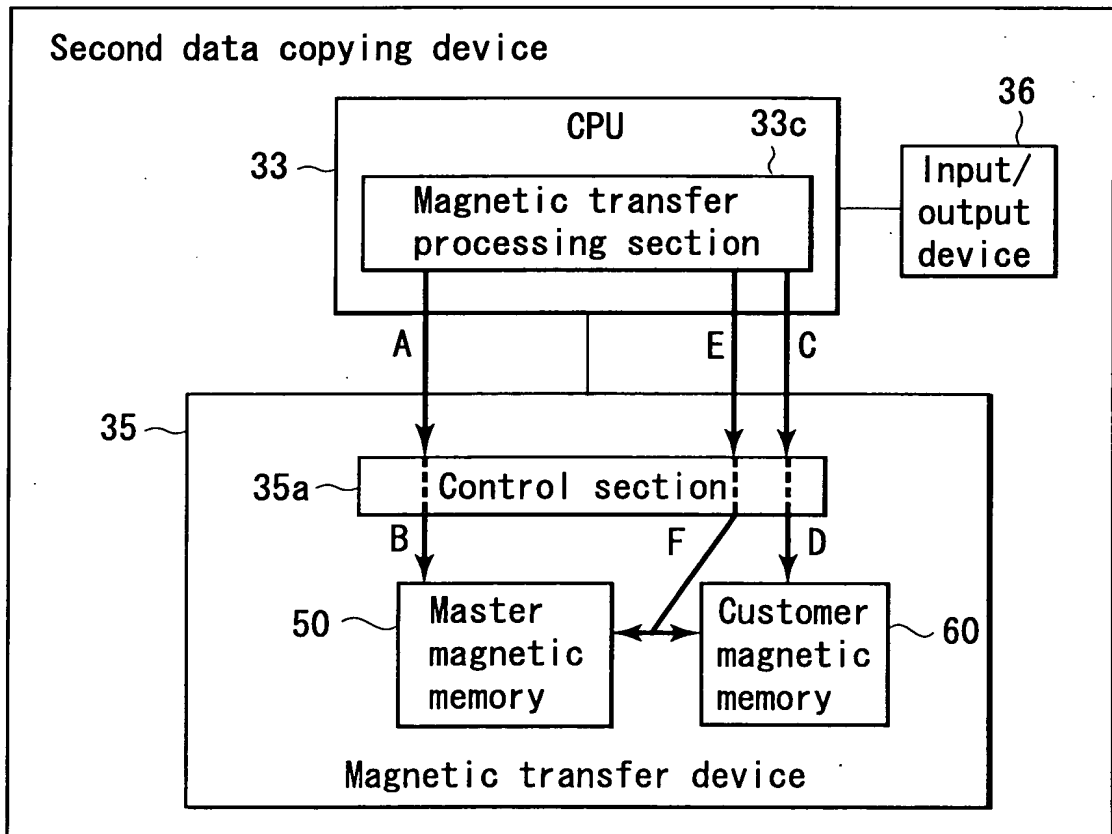 Second data copying device
36
CPU
33c
33
Input/
output
device
Magnetic transfer
processing section
A
E
C
35
35a
Control section
B
F
D
50
Master
magnetic
memory
Customer
magnetic
memory
60
Magnetic transfer device